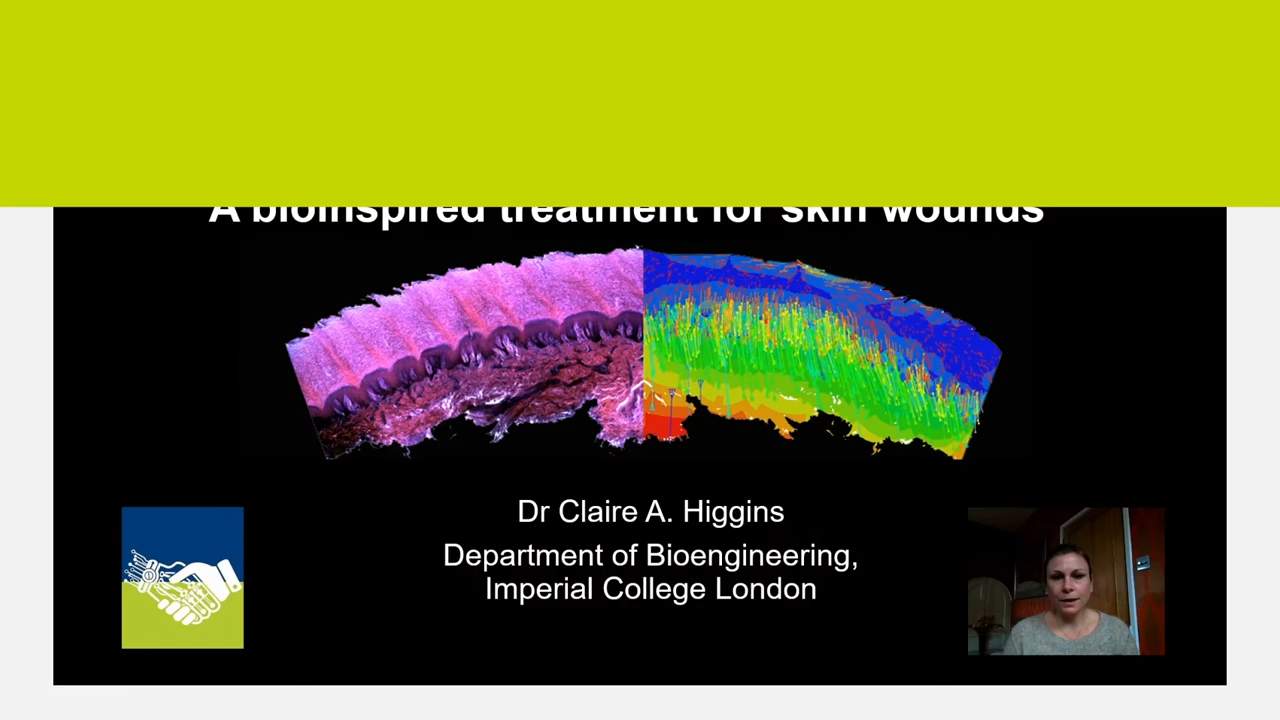 A bioinspired treatment for skin wounds
Dr Claire A. Higgins
Department of Bioengineering,
Imperial College London